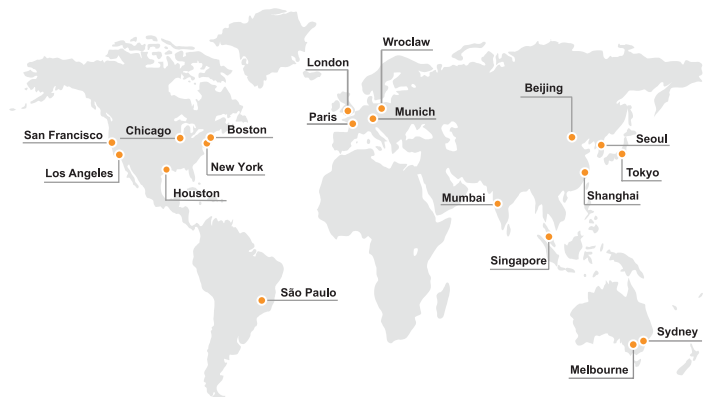 Wroclaw
London
Beijing
Paris
Munich
San Francisco
Chicago
Boston
Seoul
Los Angeles
New York
Tokyo
Houston
Mumbai
Shanghai
Singapore
São Paulo
Sydney
Melbourne